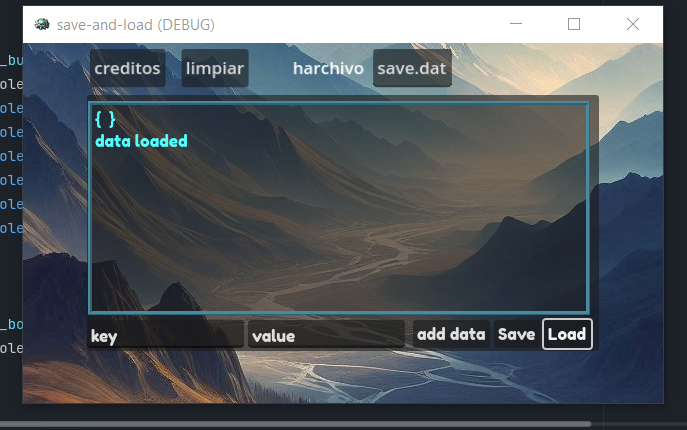 save-and-load (DEBUG)
creditos limpiar harchivo save.dat
{ }
data loaded
key value add data Save Load
_bu
ole
ole
ole
ole
ole
ole
ole
_bo
ole